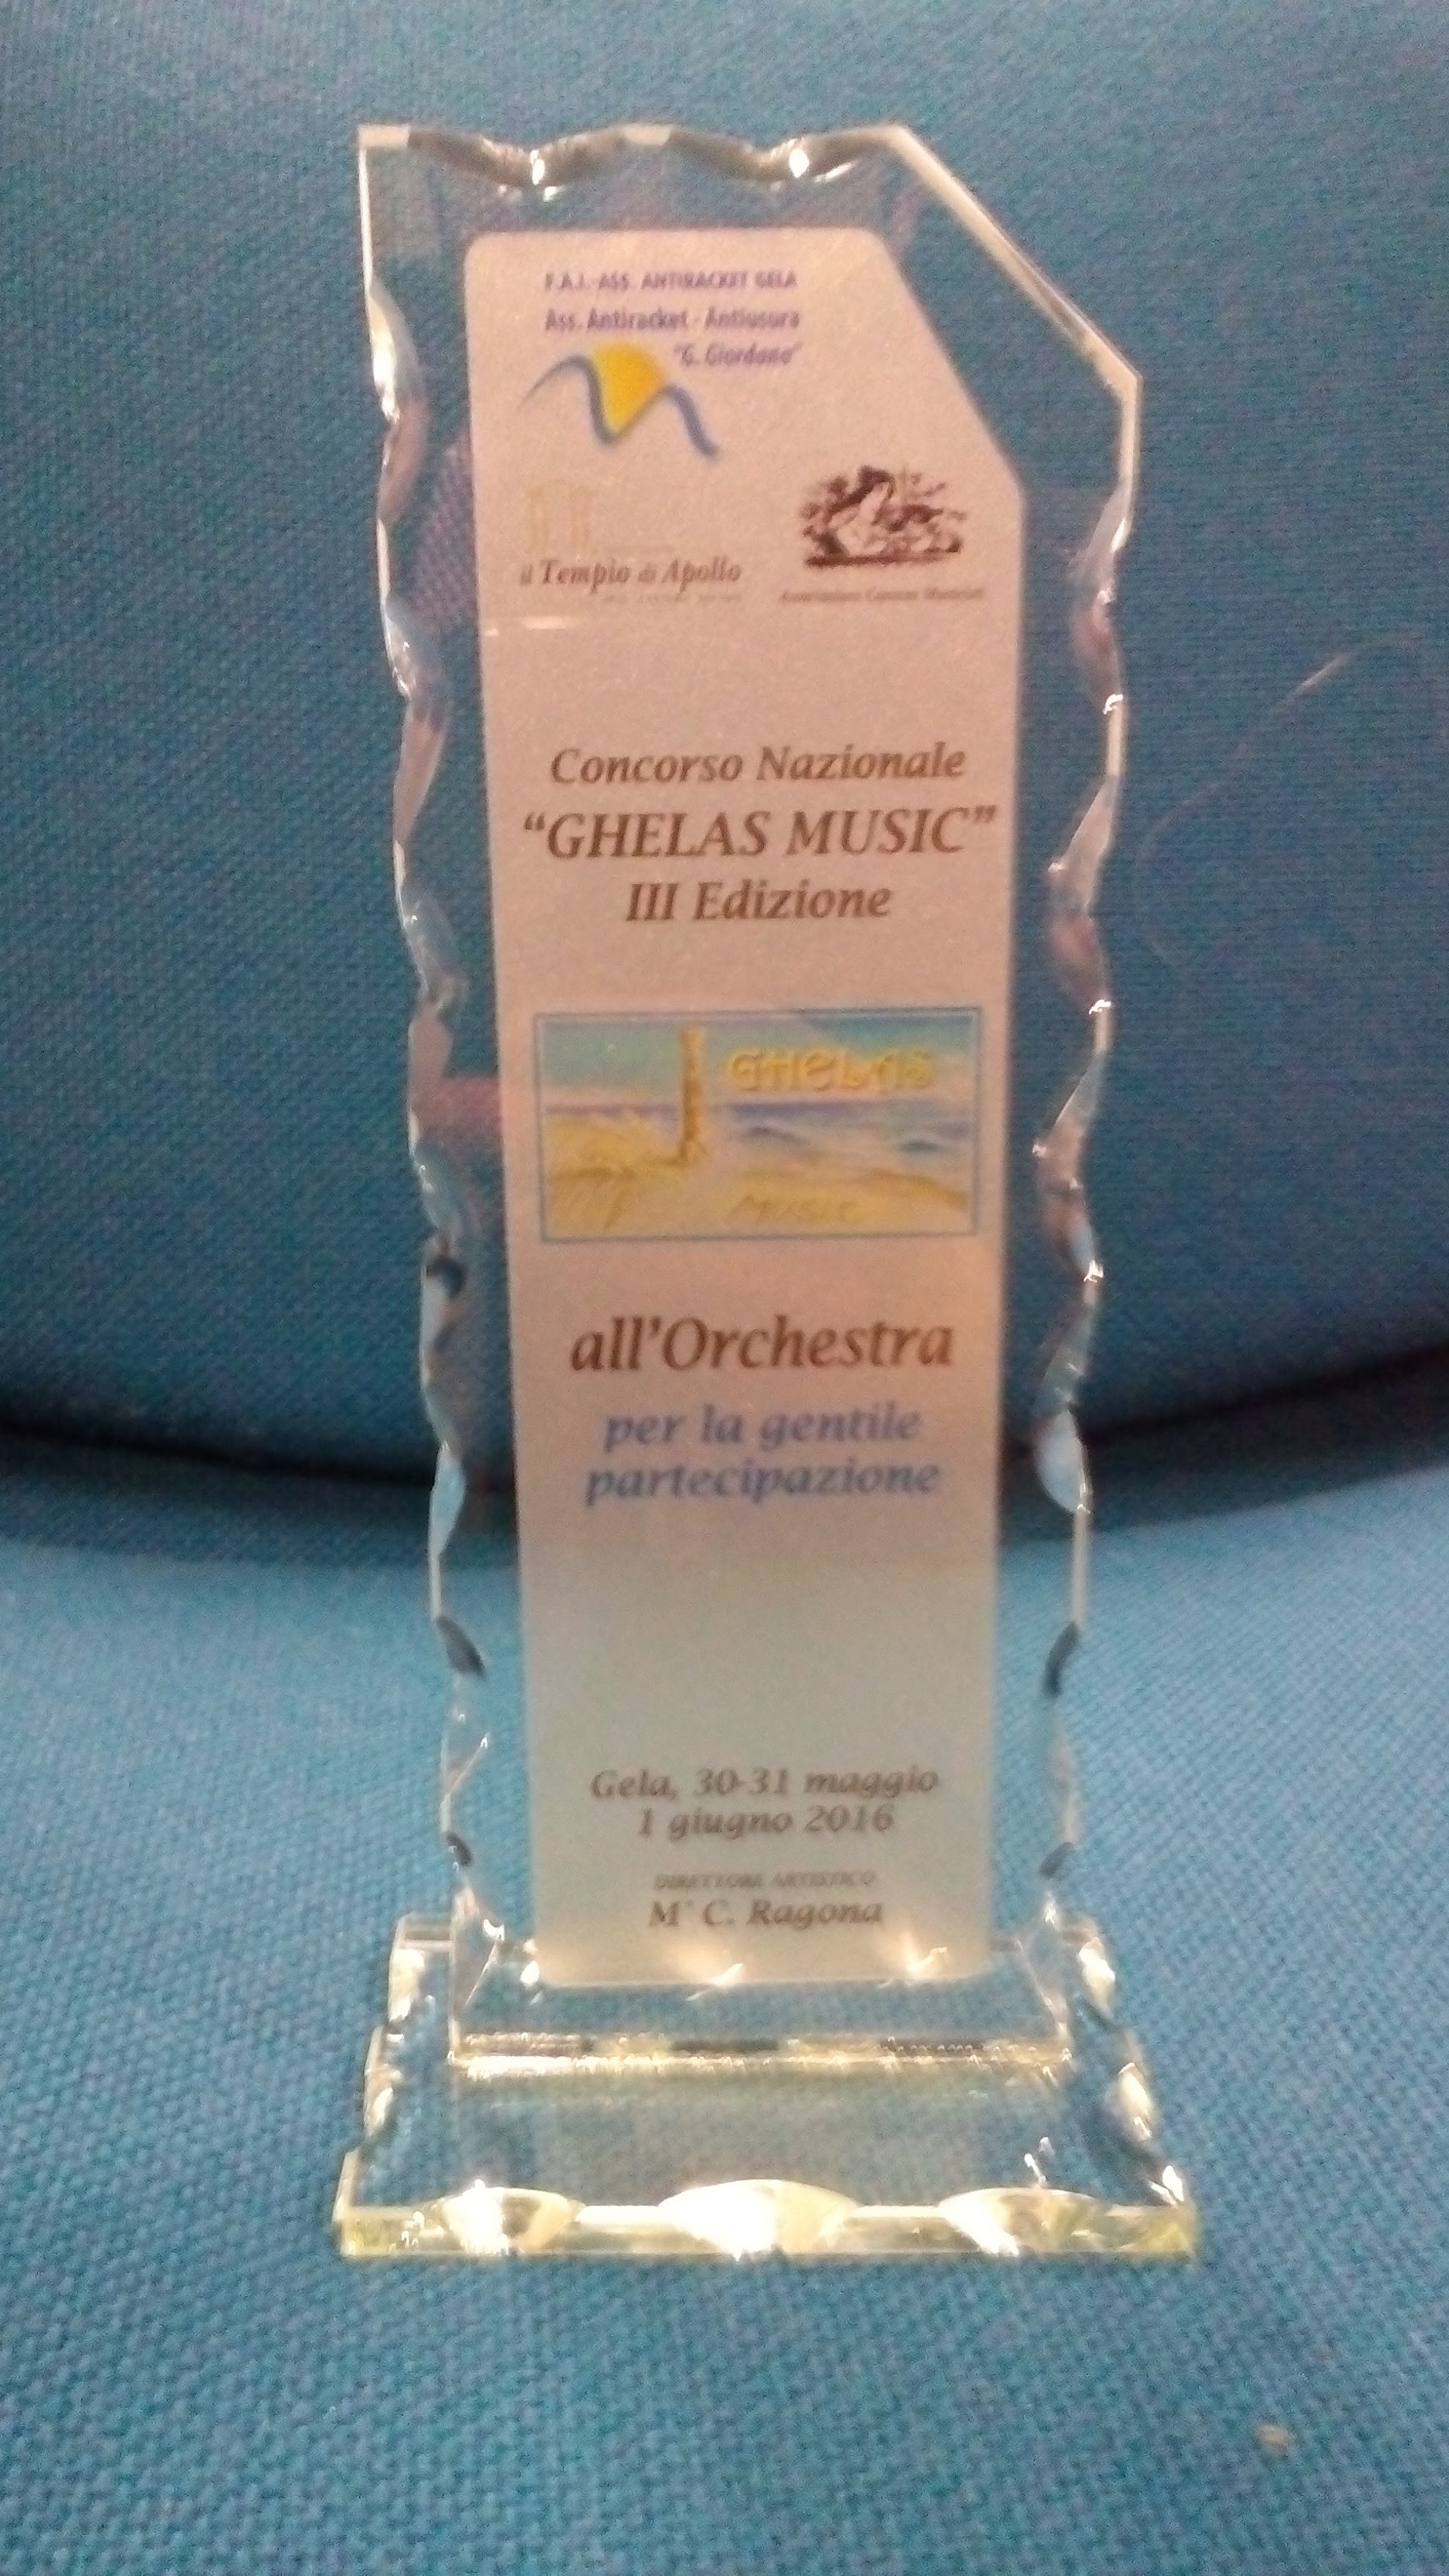 F.A.I.-ASS. ANTIRACKET GELA
Ass. Antiracket - Antiusura
"G. Giordano"
il Tempio di Apollo
Concorso Nazionale
“GHELAS MUSIC”
III Edizione
GHELAS
MUSIC
all'Orchestra
per la gentile
partecipazione
Gela, 30-31 maggio
1 giugno 2016
DIRETTORE ARTISTICO
M° C. Ragona